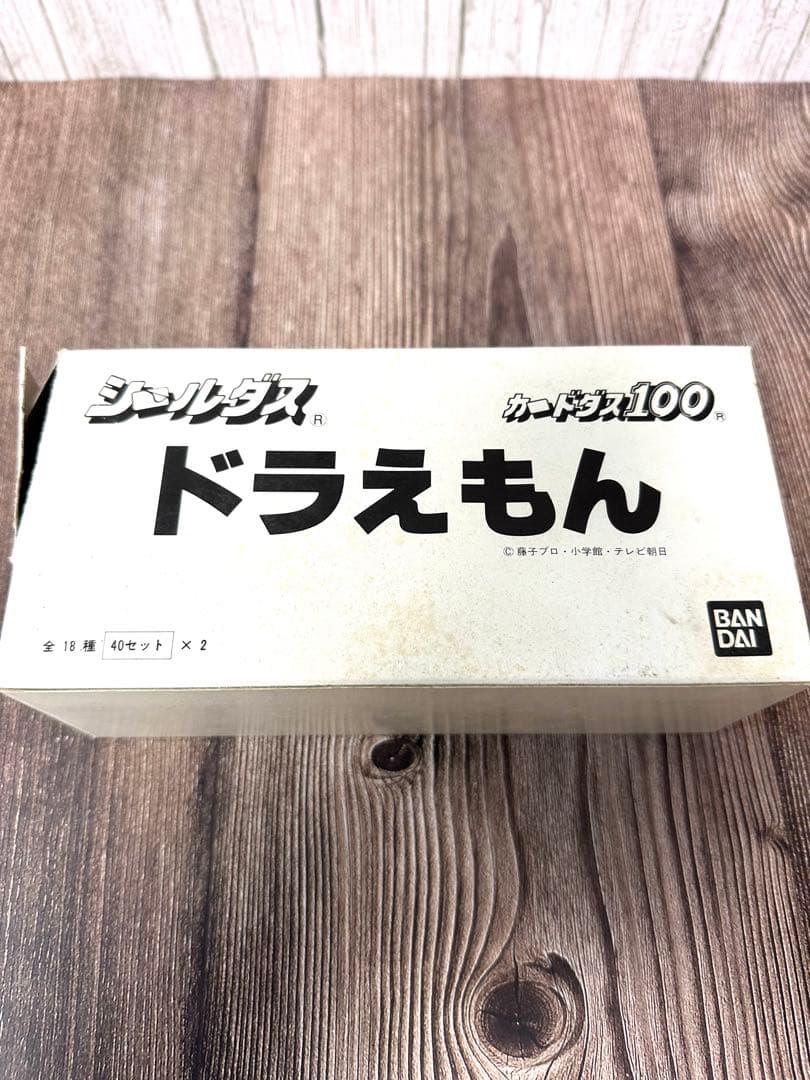 シールダス®
カードダス100®
ドラえもん
© 藤子プロ・小学館・テレビ朝日
全 18 種 40セット × 2
BAN
DAI